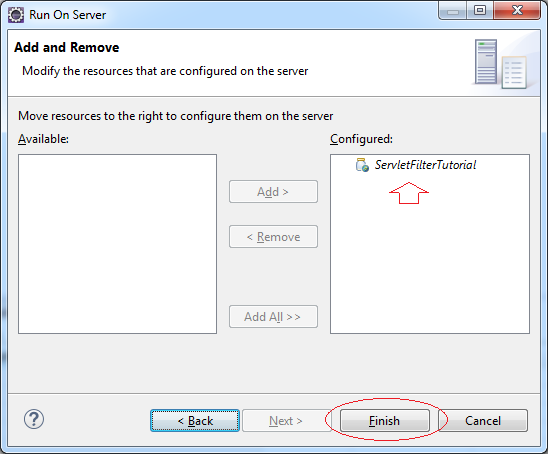 Run On Server
Add and Remove
Modify the resources that are configured on the server
Move resources to the right to configure them on the server
Available:
Configured:
ServletFilterTutorial
Add >
< Remove
Add All >>
?
< Back
Next >
Finish
Cancel